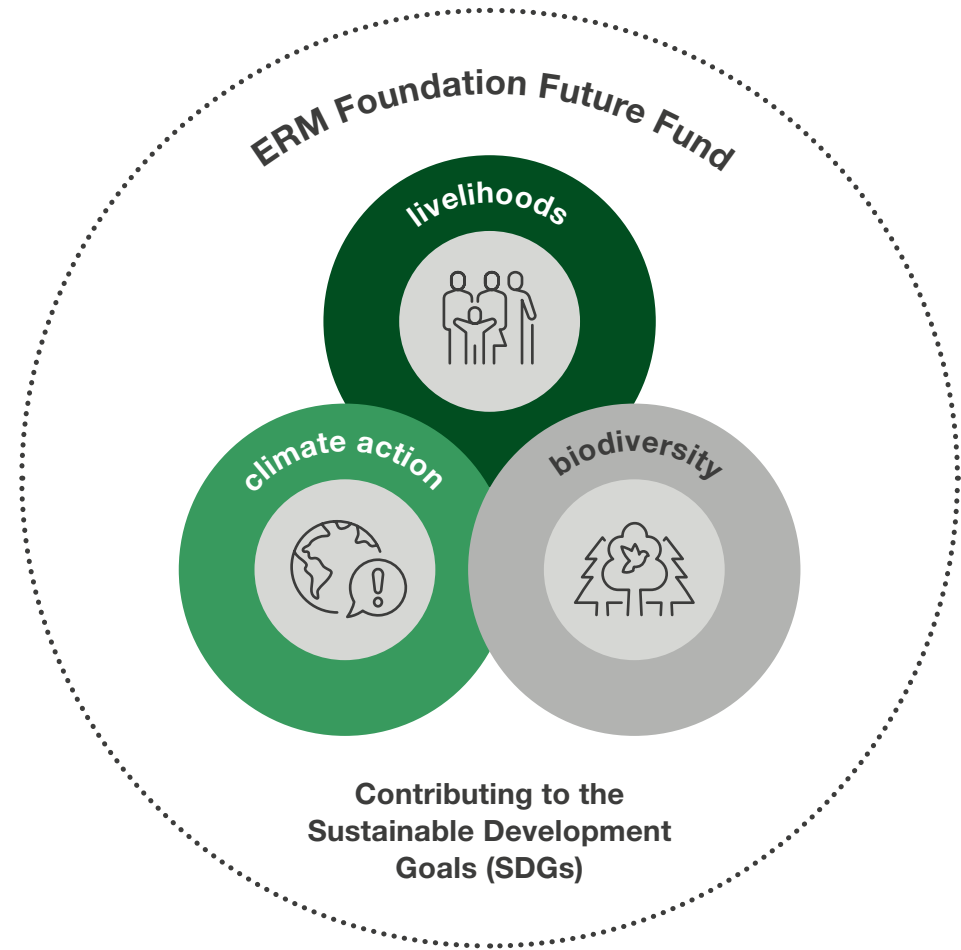 ERM Foundation Future Fund
livelihoods
climate action
biodiversity
Contributing to the
Sustainable Development
Goals (SDGs)